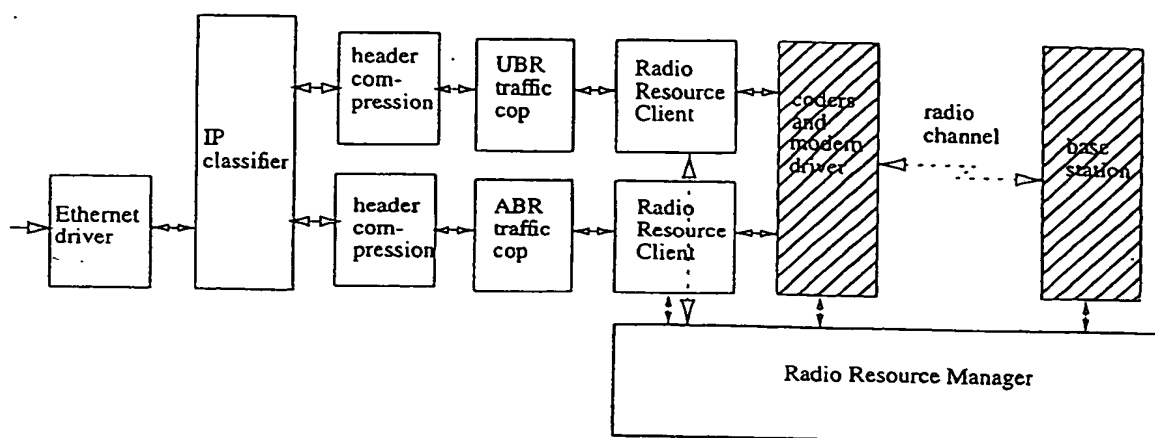 Ethernet
driver
IP
classifier
header
com-
pression
UBR
traffic
cop
Radio
Resource
Client
header
com-
pression
ABR
traffic
cop
Radio
Resource
Client
coders
and
modem
driver
radio
channel
base
station
Radio Resource Manager